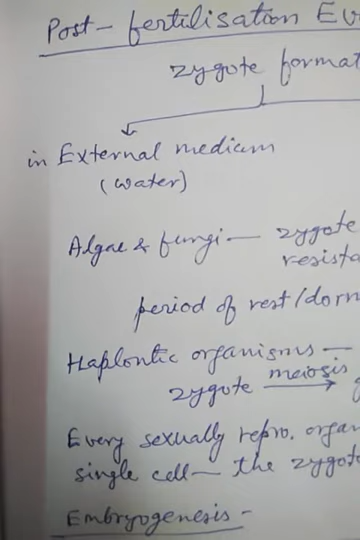 Post- fertilisation Ev
zygote format
in External medium
(water)
Algae & fungi — zygote
resista
period of rest/dorm
Haplontic organisms —
zygote meiosis → g
Every sexually repro. organ
single cell — the zygote
Embryogenesis -